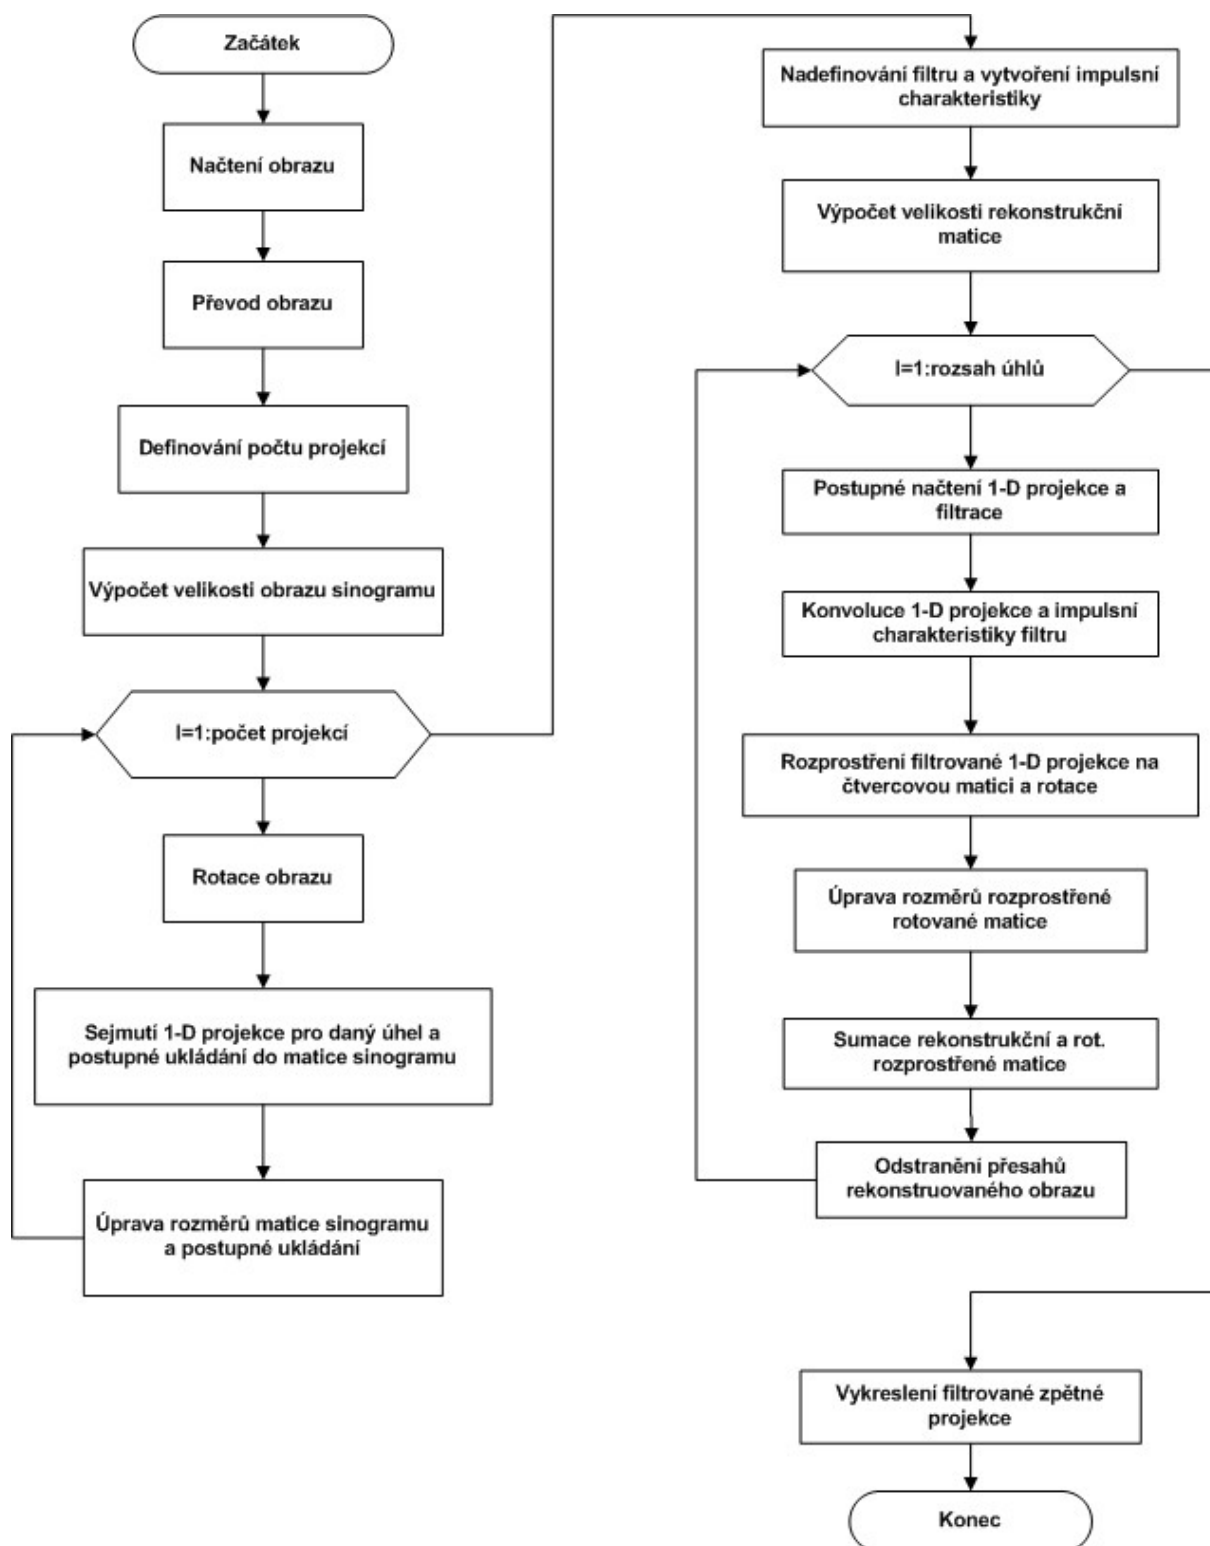 Začátek
Načtení obrazu
Převod obrazu
Definování počtu projekcí
Výpočet velikosti obrazu sinogramu
I=1:počet projekcí
Rotace obrazu
Sejmutí 1-D projekce pro daný úhel a
postupné ukládání do matice sinogramu
Úprava rozměrů matice sinogramu
a postupné ukládání
Nadefinování filtru a vytvoření impulsní
charakteristiky
Výpočet velikosti rekonstrukční
matice
I=1:rozsah úhlů
Postupné načtení 1-D projekce a
filtrace
Konvoluce 1-D projekce a impulsní
charakteristiky filtru
Rozprostření filtrované 1-D projekce na
čtvercovou matici a rotace
Úprava rozměrů rozprostřené
rotované matice
Sumace rekonstrukční a rot.
rozprostřené matice
Odstranění přesahů
rekonstruovaného obrazu
Vykreslení filtrované zpětné
projekce
Konec